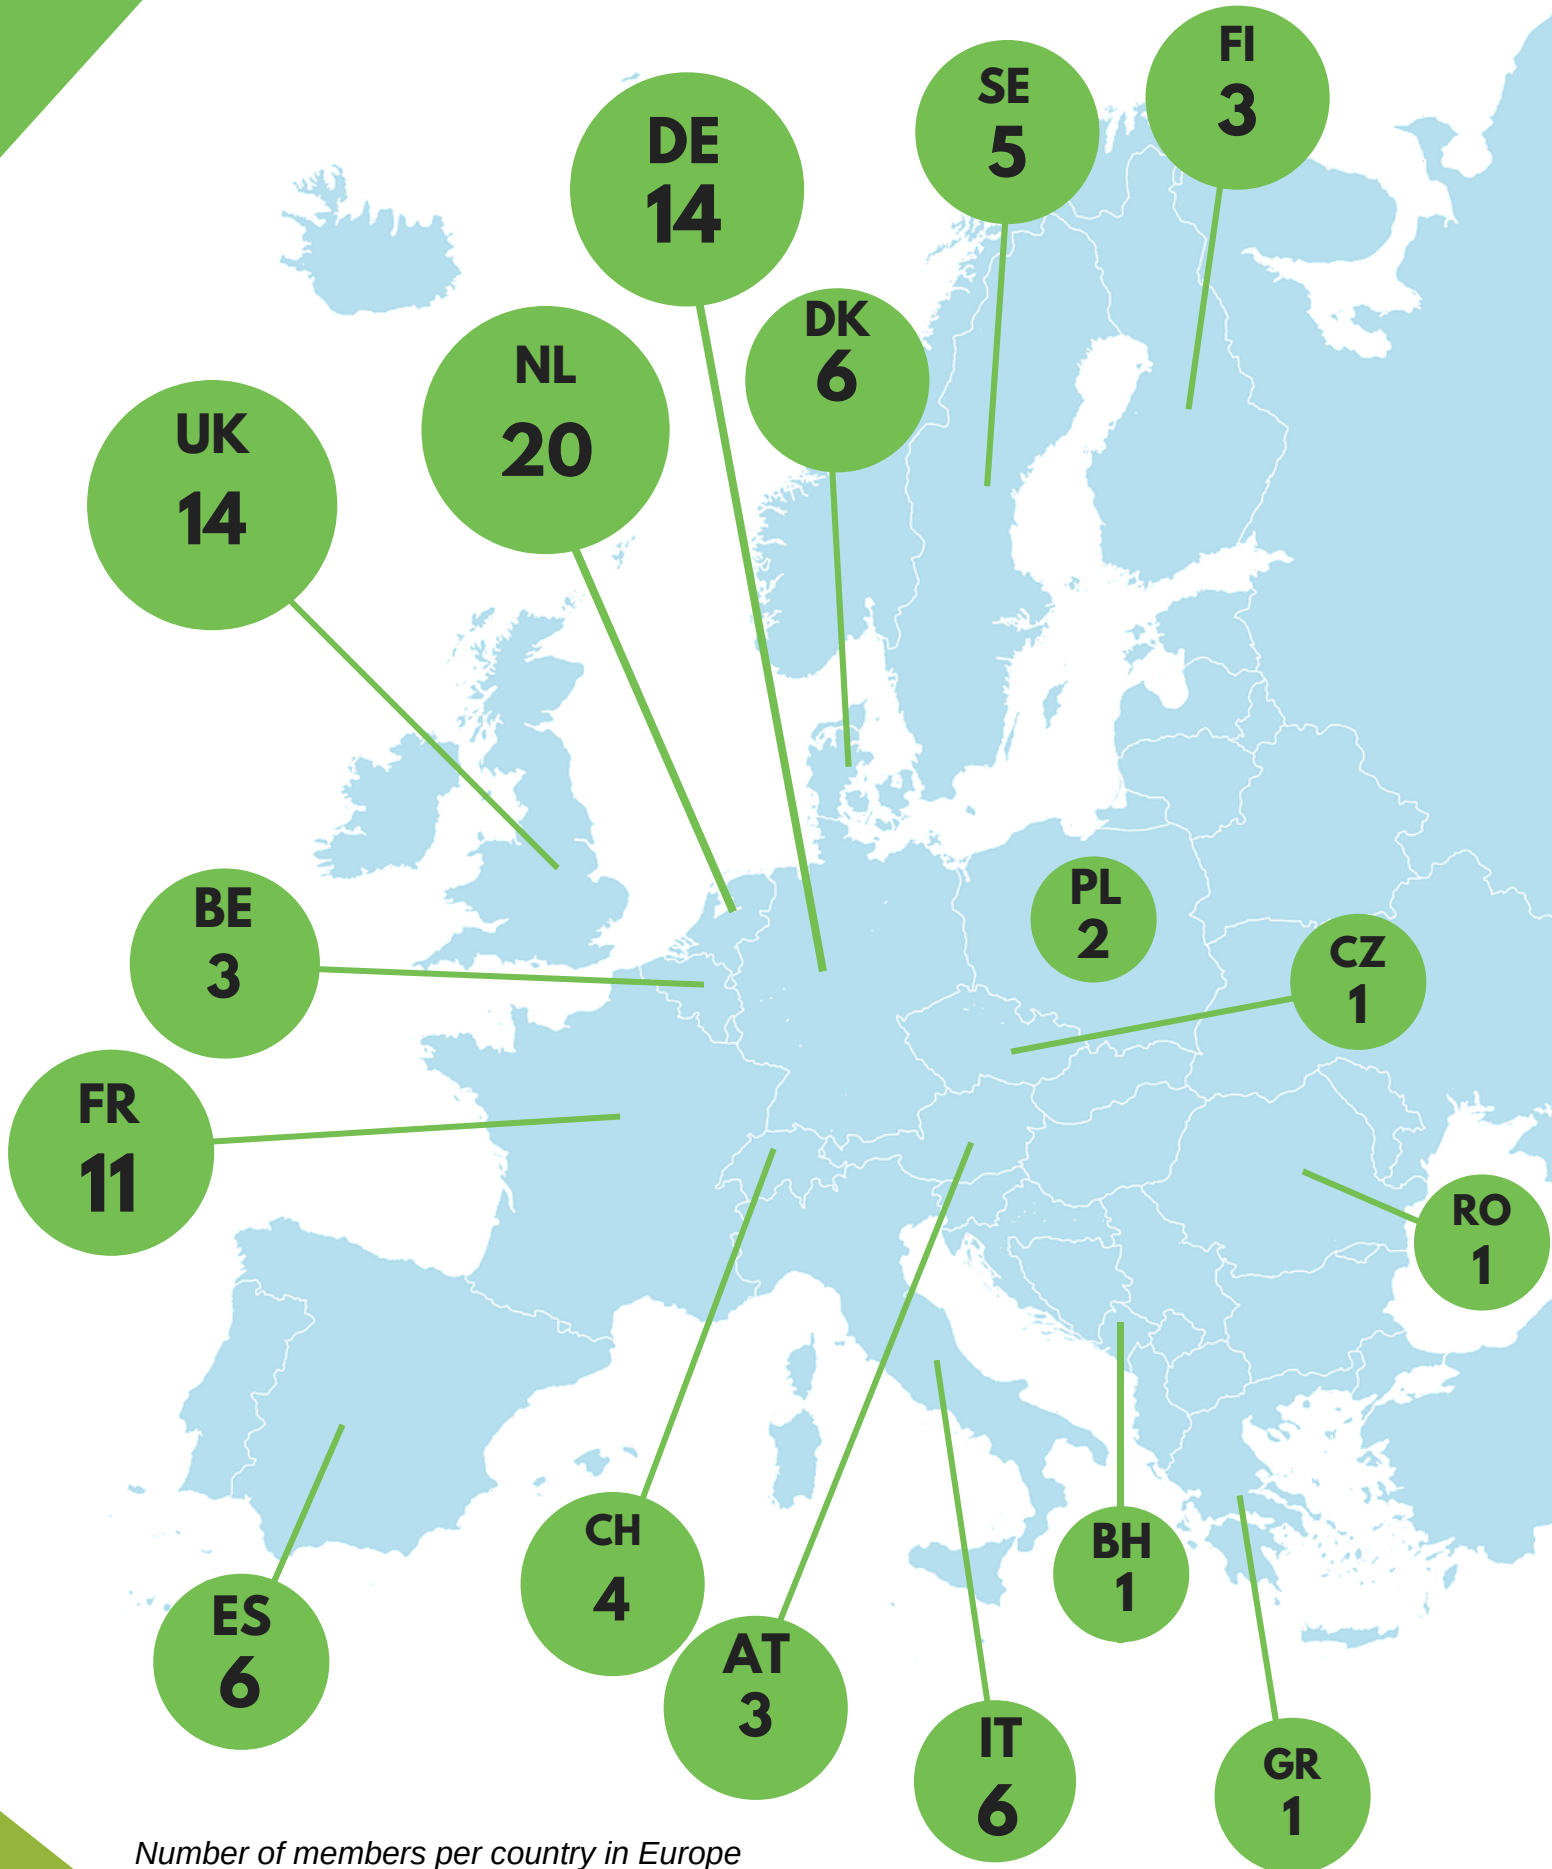 FI
3
SE
5
DE
14
DK
6
NL
20
UK
14
PL
2
BE
3
CZ
1
FR
11
RO
1
CH
4
BH
1
ES
6
AT
3
IT
6
GR
1
Number of members per country in Europe